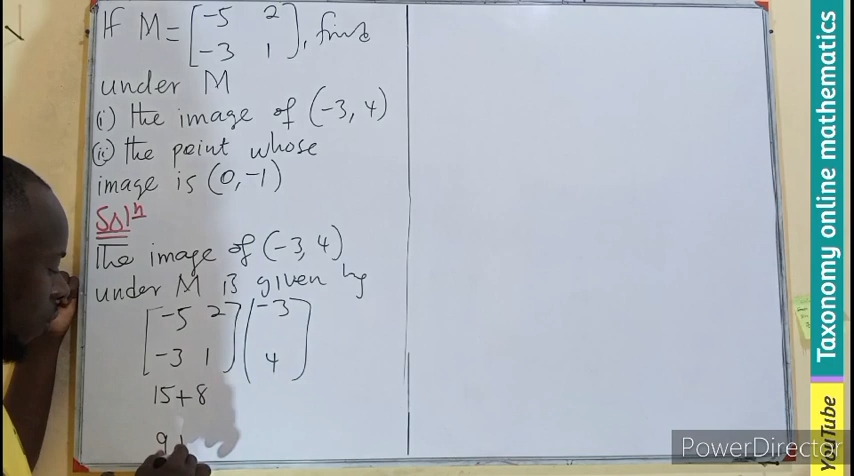 If M = [-5 2
-3 1], find
under M
(i) the image of (-3, 4)
(ii) the point whose
image is (0, -1)
Solⁿ
The image of (-3, 4)
under M is given by
[-5 2
-3 1] (-3
4)
15+8
9+
Taxonomy online mathematics
YouTube
PowerDirector